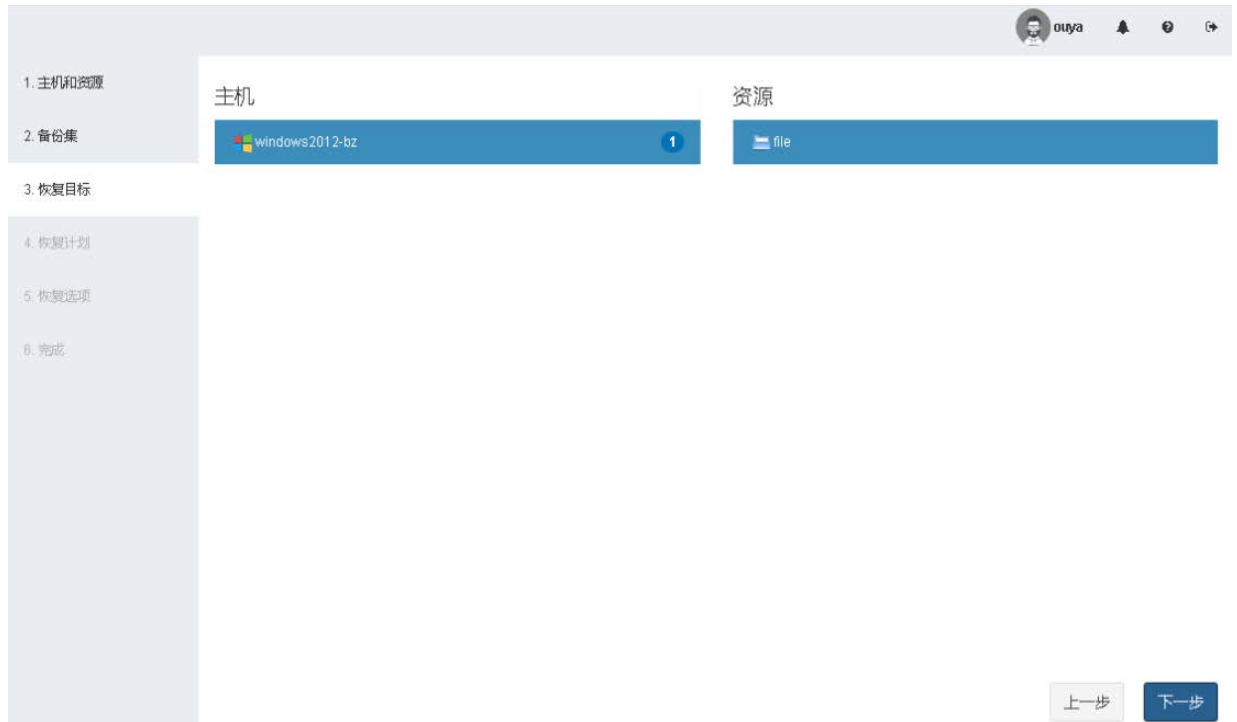 ouya
1. 主机和资源
2. 备份集
3. 恢复目标
4. 恢复计划
5. 恢复选项
6. 完成
主机
资源
windows2012-bz
1
file
上一步
下一步